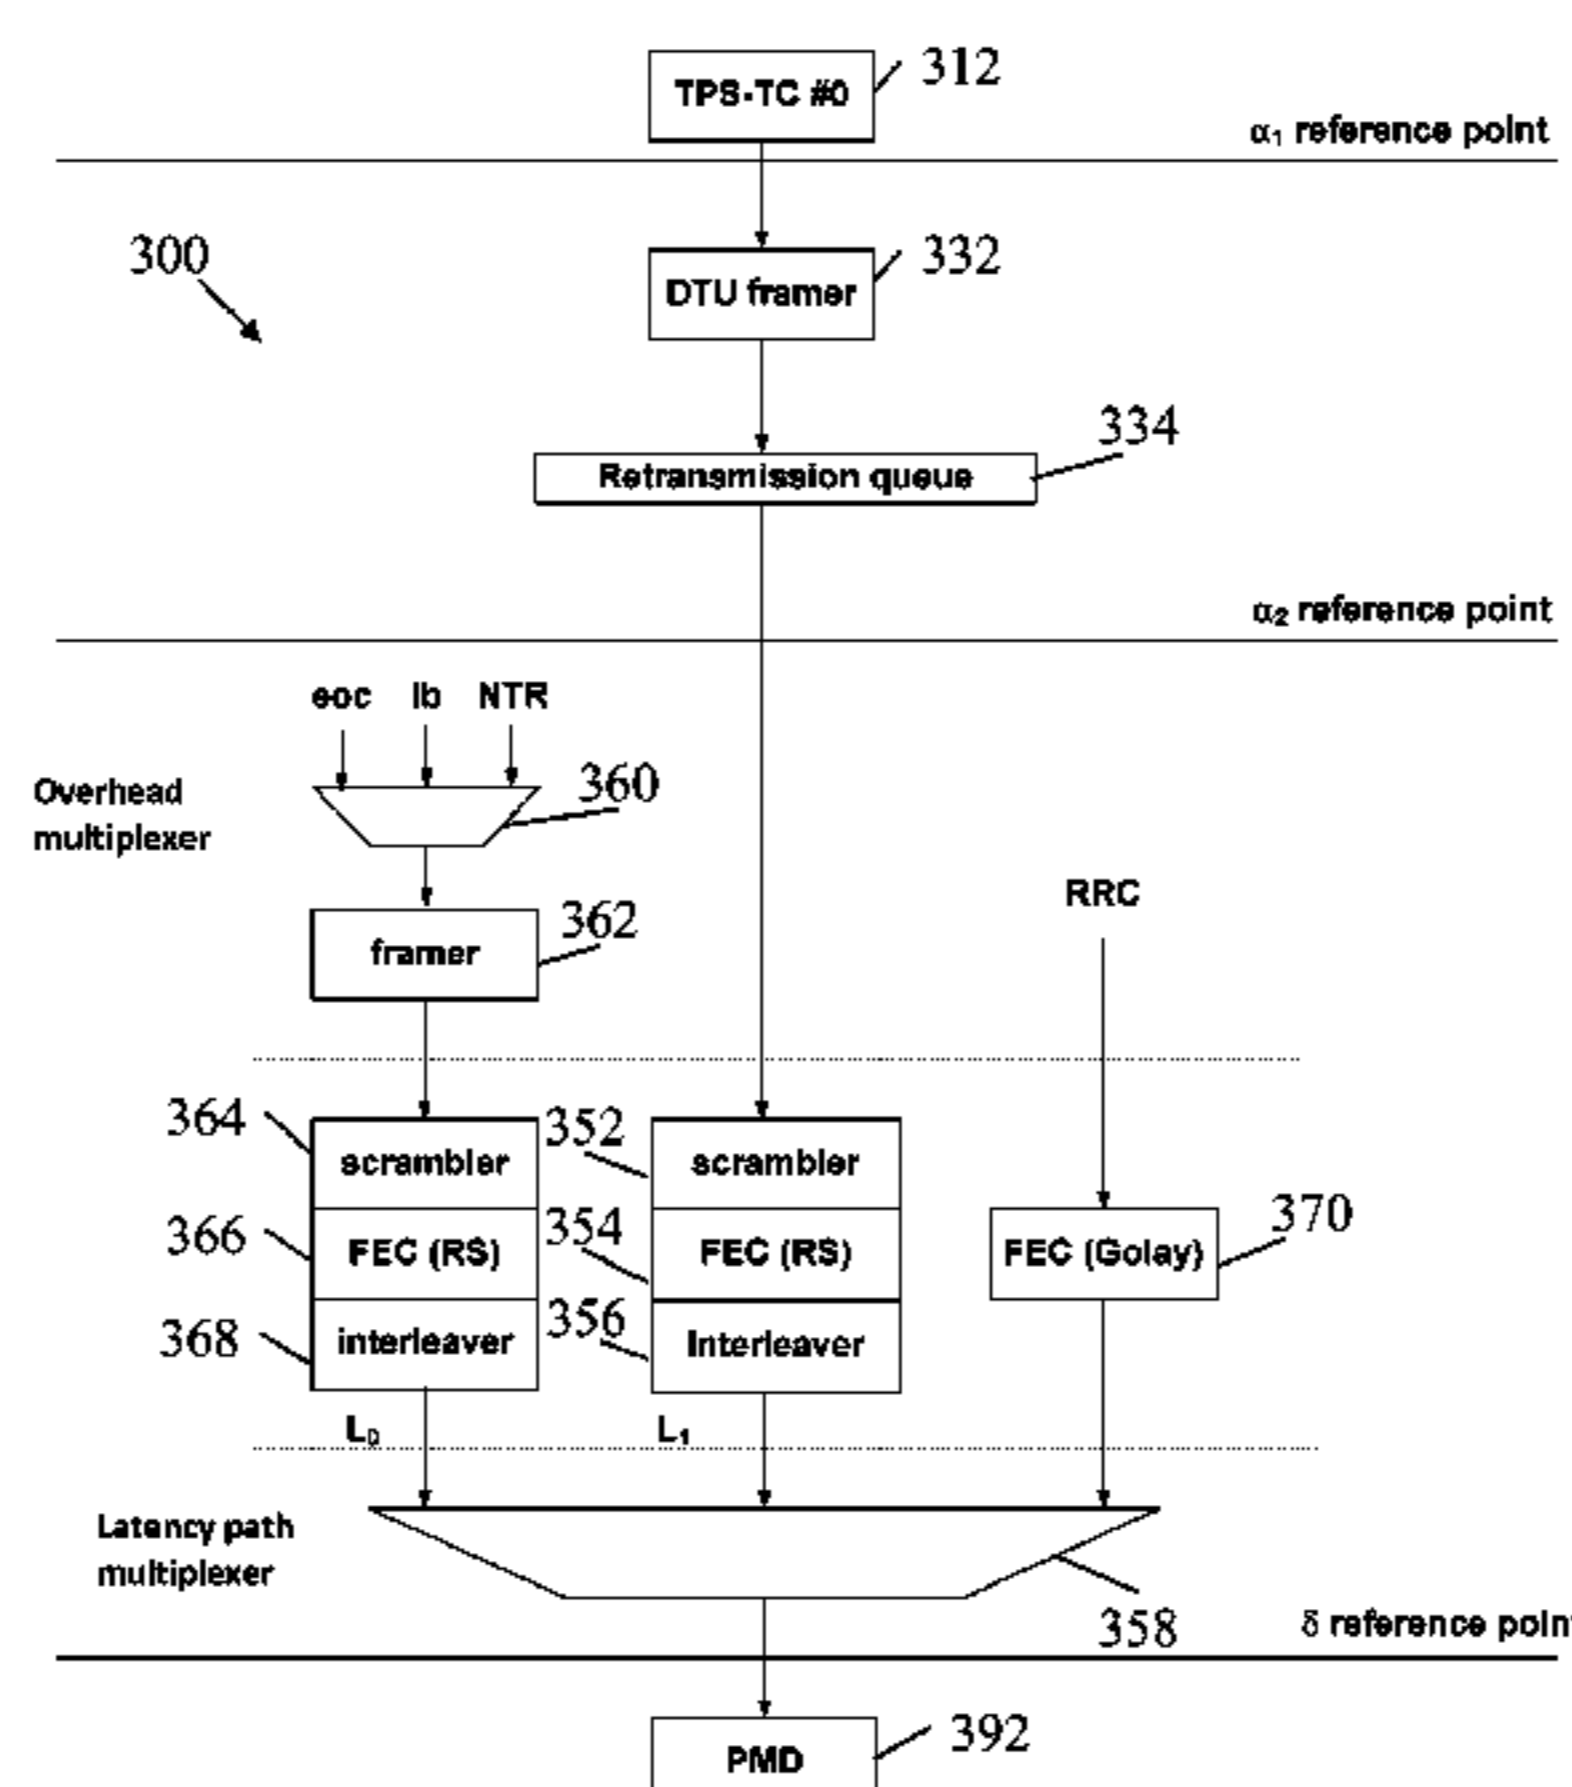 TPS-TC #0
312
α₁ reference point
300
DTU framer
332
334
Retransmission queue
α₂ reference point
eoc
ib
NTR
Overhead
multiplexer
360
RRC
framer
362
364
scrambler
352
scrambler
366
FEC (RS)
354
FEC (RS)
FEC (Golay)
370
368
interleaver
356
Interleaver
L₀
L₁
Latency path
multiplexer
358
δ reference point
PMD
392